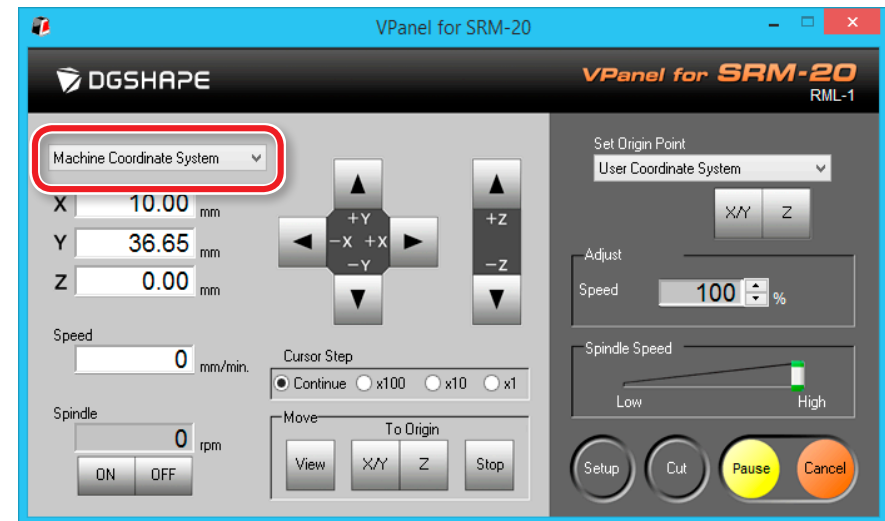 VPanel for SRM-20
DGSHAPE
VPanel for SRM-20
RML-1
Machine Coordinate System
X 10.00 mm
Y 36.65 mm
Z 0.00 mm
Speed
0 mm/min.
Spindle
0 rpm
ON OFF
+Y
-X +X
-Y
+Z
-Z
Cursor Step
Continue x100 x10 x1
Move
To Origin
View X/Y Z Stop
Set Origin Point
User Coordinate System
X/Y Z
Adjust
Speed 100 %
Spindle Speed
Low High
Setup Cut Pause Cancel